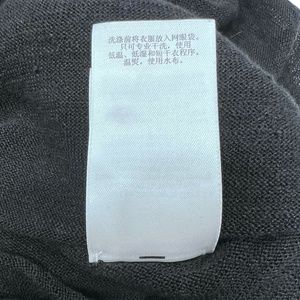 洗涤前将衣服放入网眼袋。
只可专业干洗，使用
低温、低湿和短干衣程序。
温熨，使用水布。